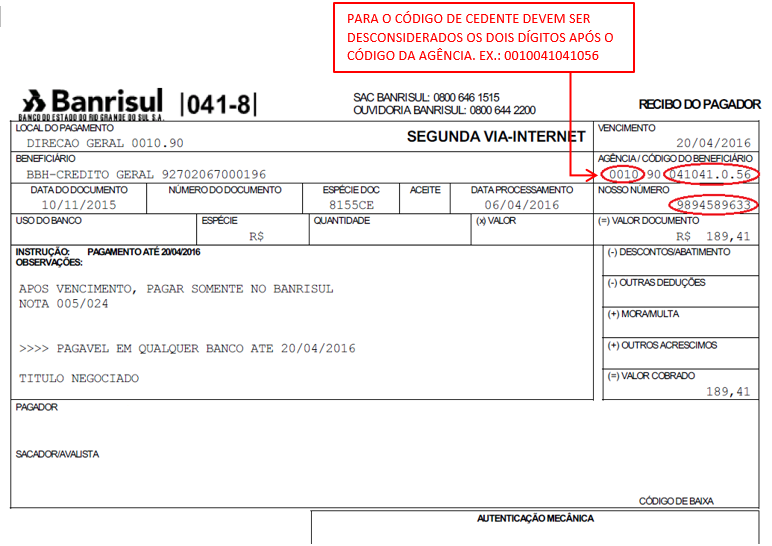 PARA O CÓDIGO DE CEDENTE DEVEM SER
DESCONSIDERADOS OS DOIS DÍGITOS APÓS O
CÓDIGO DA AGÊNCIA. EX.: 0010041041056
Banrisul |041-8|
BANCO DO ESTADO DO RIO GRANDE DO SUL S.A.
SAC BANRISUL: 0800 646 1515
OUVIDORIA BANRISUL: 0800 644 2200
RECIBO DO PAGADOR
LOCAL DO PAGAMENTO
DIRECAO GERAL 0010.90
SEGUNDA VIA-INTERNET
VENCIMENTO
20/04/2016
BENEFICIÁRIO
BBH-CREDITO GERAL 92702067000196
AGÊNCIA / CÓDIGO DO BENEFICIÁRIO
0010 90 041041.0.56
DATA DO DOCUMENTO
10/11/2015
NÚMERO DO DOCUMENTO
ESPÉCIE DOC
8155CE
ACEITE
DATA PROCESSAMENTO
06/04/2016
NOSSO NÚMERO
9894589633
USO DO BANCO
ESPÉCIE
R$
QUANTIDADE
(x) VALOR
(=) VALOR DOCUMENTO
R$ 189,41
INSTRUÇÃO: PAGAMENTO ATÉ 20/04/2016
OBSERVAÇÕES:
APOS VENCIMENTO, PAGAR SOMENTE NO BANRISUL
NOTA 005/024
>>>> PAGAVEL EM QUALQUER BANCO ATE 20/04/2016
TITULO NEGOCIADO
(-) DESCONTOS/ABATIMENTO
(-) OUTRAS DEDUÇÕES
(+) MORA/MULTA
(+) OUTROS ACRESCIMOS
(=) VALOR COBRADO
189,41
PAGADOR
SACADOR/AVALISTA
CÓDIGO DE BAIXA
AUTENTICAÇÃO MECÂNICA